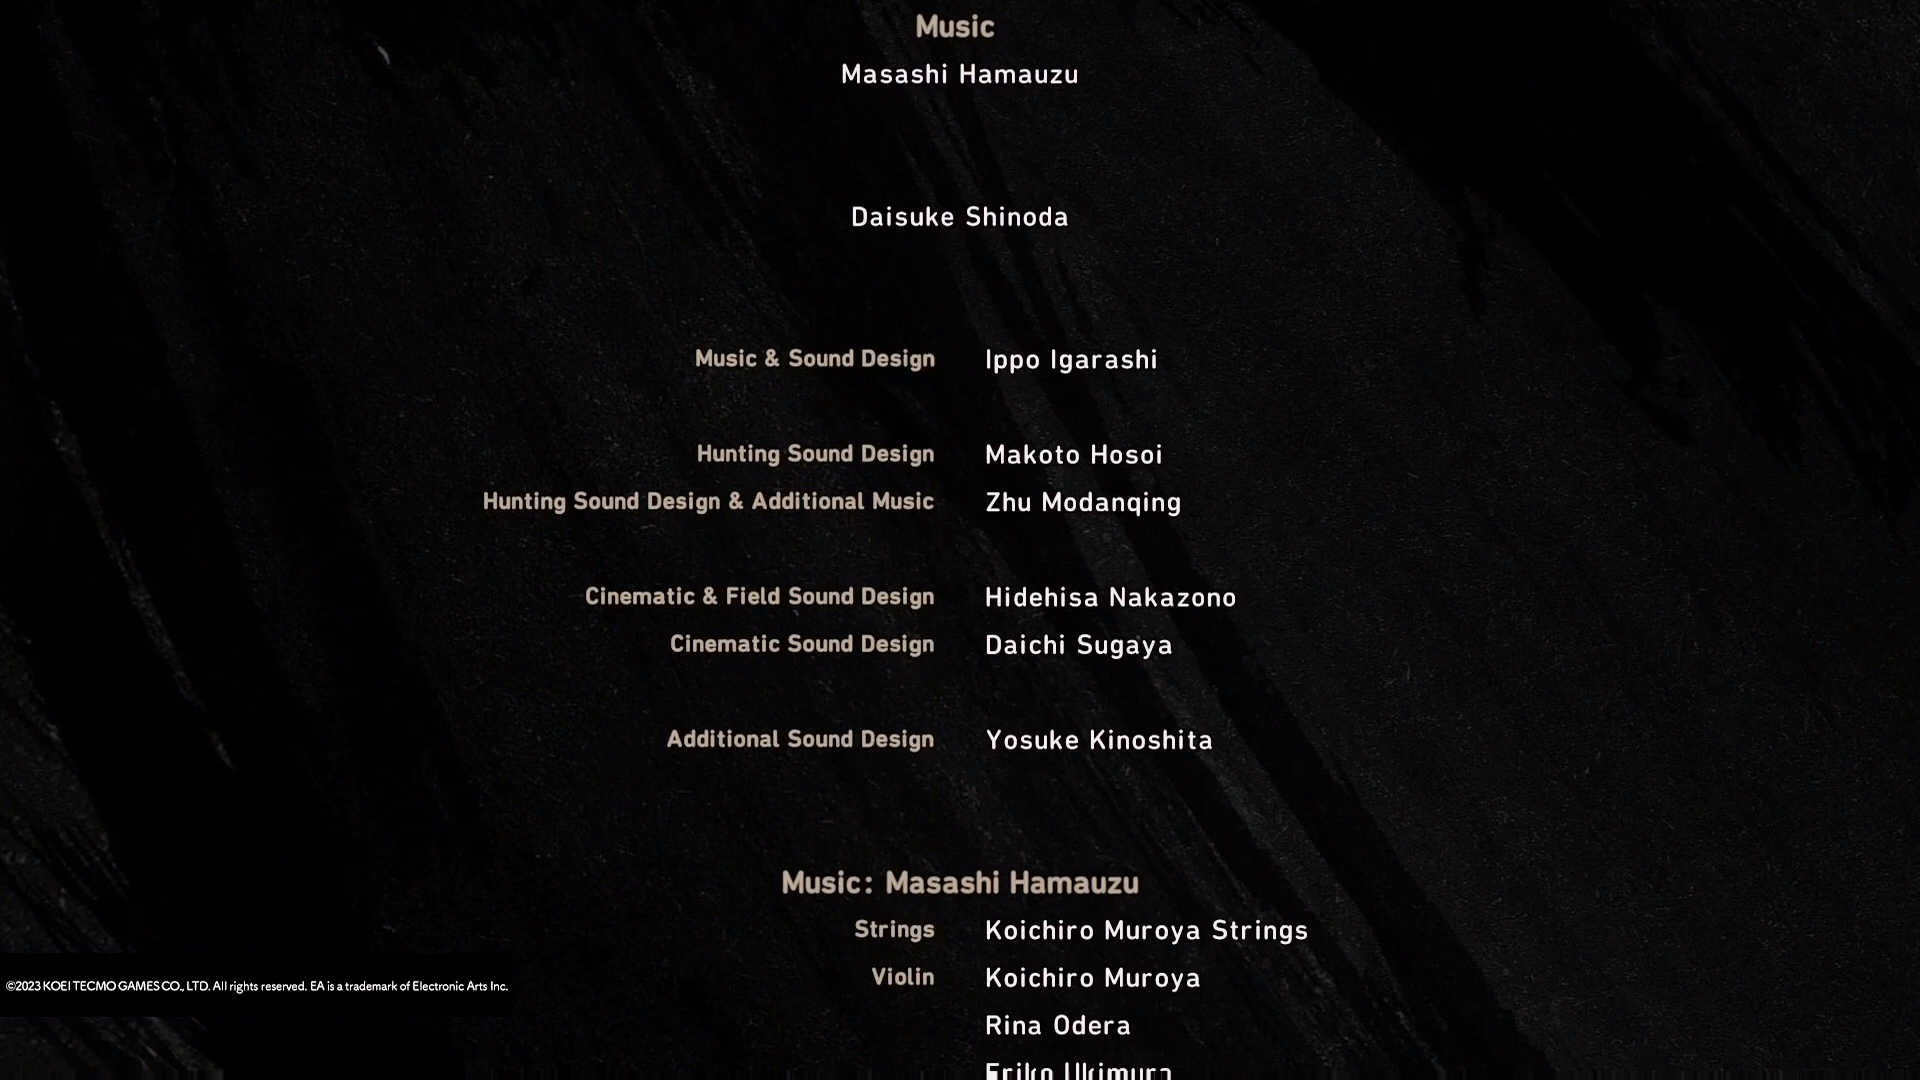 Music
Masashi Hamauzu
Daisuke Shinoda
Music & Sound Design Ippo Igarashi
Hunting Sound Design Makoto Hosoi
Hunting Sound Design & Additional Music Zhu Modanqing
Cinematic & Field Sound Design Hidehisa Nakazono
Cinematic Sound Design Daichi Sugaya
Additional Sound Design Yosuke Kinoshita
Music: Masashi Hamauzu
Strings Koichiro Muroya Strings
Violin Koichiro Muroya
©2023 KOEI TECMO GAMES CO., LTD. All rights reserved. EA is a trademark of Electronic Arts Inc.
Rina Odera
Eriko Ukimura